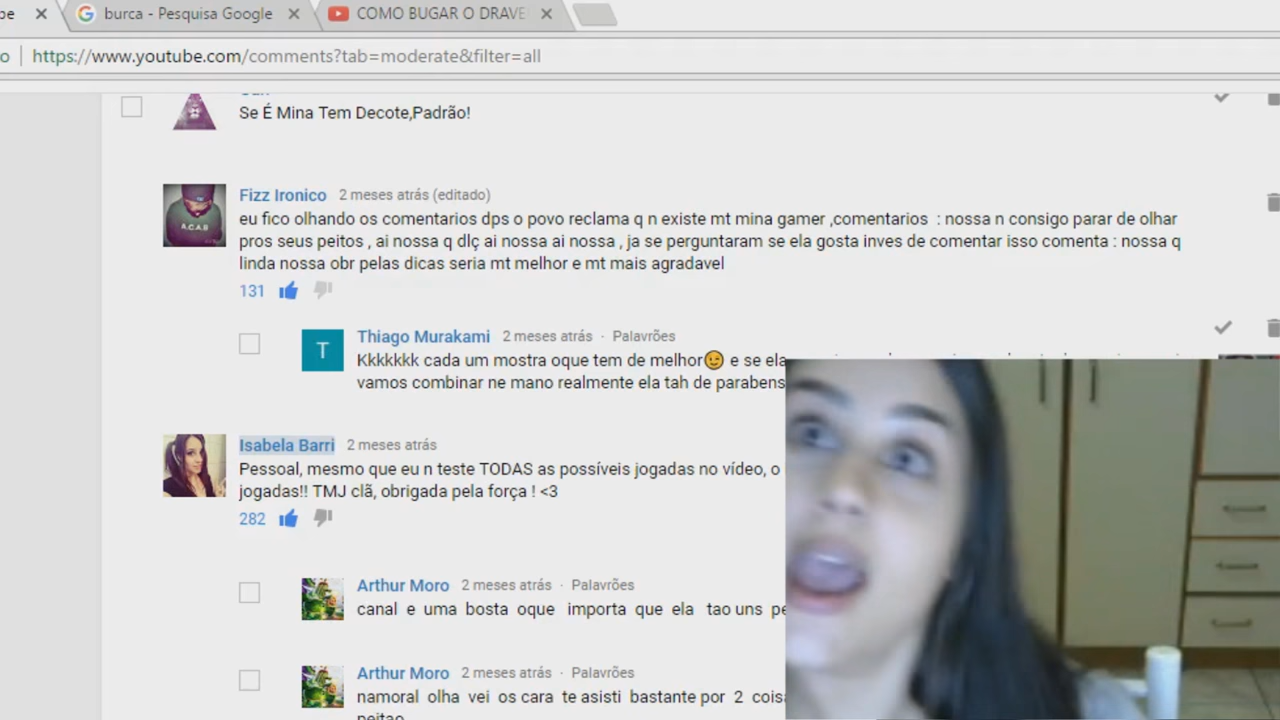 be
burca - Pesquisa Google
COMO BUGAR O DRAVE
o https://www.youtube.com/comments?tab=moderate&filter=all
Se É Mina Tem Decote,Padrão!
Fizz Ironico 2 meses atrás (editado)
eu fico olhando os comentarios dps o povo reclama q n existe mt mina gamer ,comentarios : nossa n consigo parar de olhar
pros seus peitos , ai nossa q dlç ai nossa ai nossa , ja se perguntaram se ela gosta inves de comentar isso comenta : nossa q
linda nossa obr pelas dicas seria mt melhor e mt mais agradavel
A.C.A.B
131
Thiago Murakami 2 meses atrás · Palavrões
T
Kkkkkkk cada um mostra oque tem de melhor😉 e se ela
vamos combinar ne mano realmente ela tah de parabens
Isabela Barri 2 meses atrás
Pessoal, mesmo que eu n teste TODAS as possíveis jogadas no vídeo, o
jogadas!! TMJ clã, obrigada pela força ! <3
282
Arthur Moro 2 meses atrás · Palavrões
canal e uma bosta oque importa que ela tao uns pe
Arthur Moro 2 meses atrás · Palavrões
namoral olha vei os cara te asisti bastante por 2 coisa
peitao